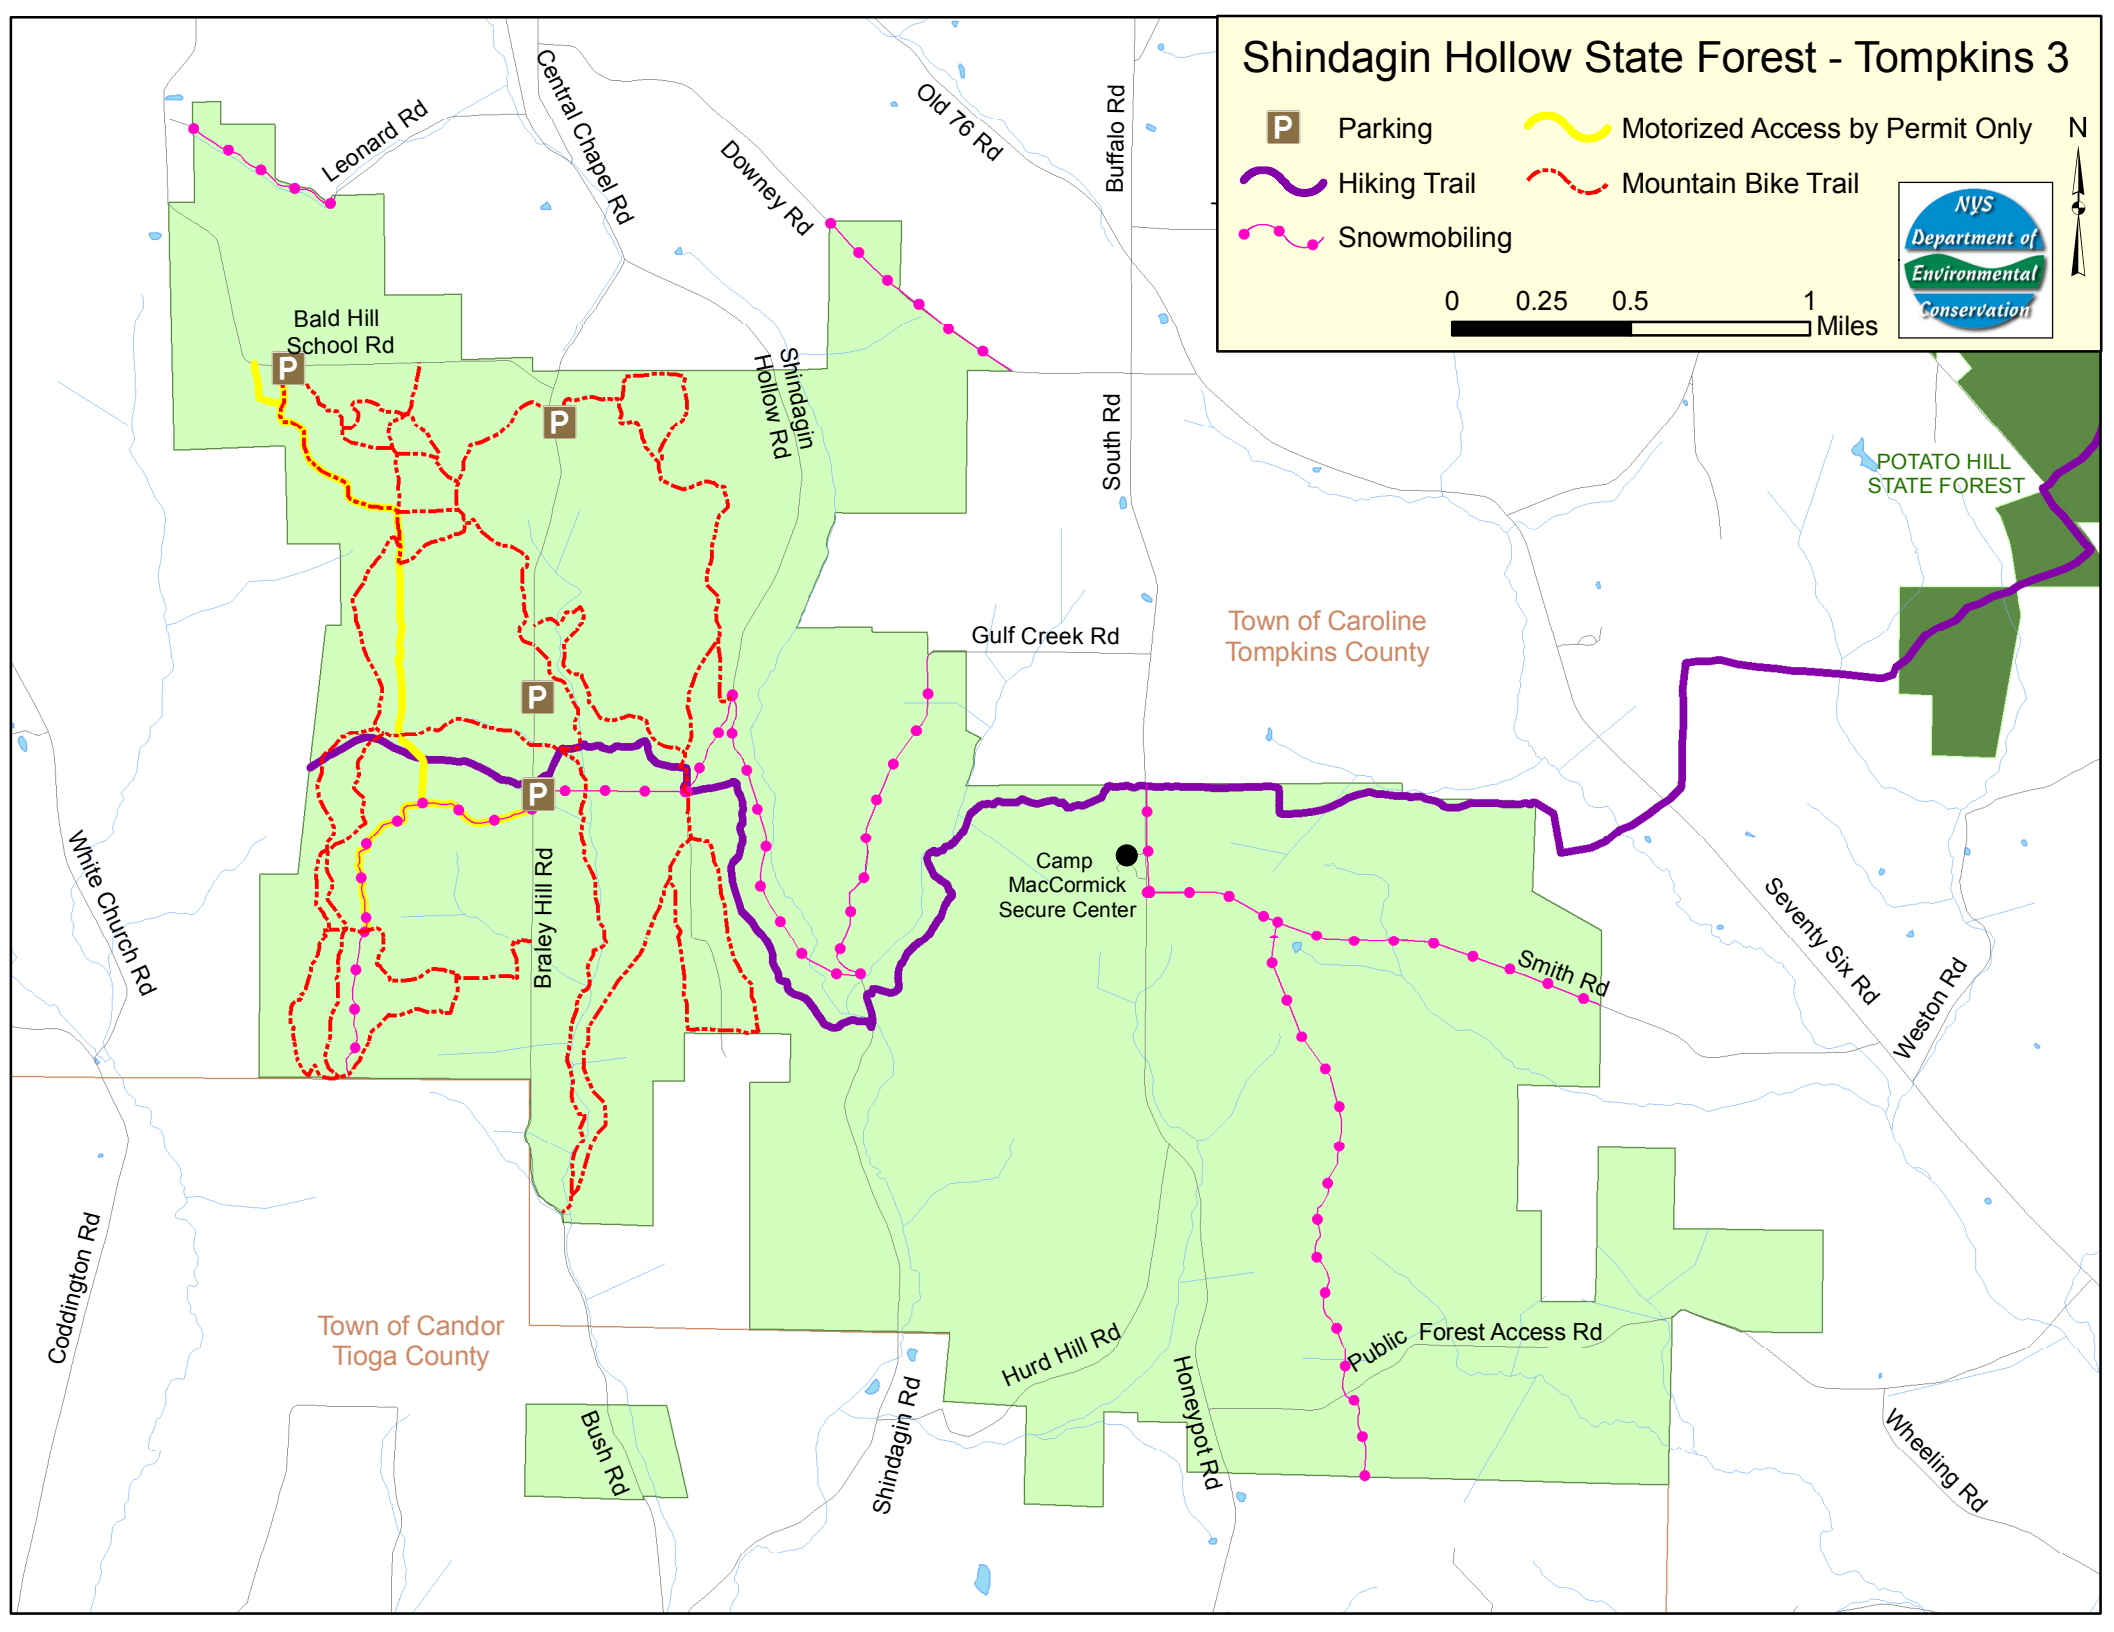 Shindagin Hollow State Forest - Tompkins 3
P
Parking
Motorized Access by Permit Only
N
Hiking Trail
Mountain Bike Trail
Snowmobiling
0
0.25
0.5
1
Miles
NYS
Department of
Environmental
Conservation
Leonard Rd
Central Chapel Rd
Downey Rd
Old 76 Rd
Buffalo Rd
Bald Hill
School Rd
P
P
Shindagin
Hollow Rd
South Rd
POTATO HILL
STATE FOREST
Gulf Creek Rd
Town of Caroline
Tompkins County
P
P
White Church Rd
Braley Hill Rd
Camp
MacCormick
Secure Center
Smith Rd
Seventy Six Rd
Weston Rd
Coddington Rd
Town of Candor
Tioga County
Hurd Hill Rd
Public
Forest Access Rd
Bush Rd
Shindagin Rd
Honeypot Rd
Wheeling Rd